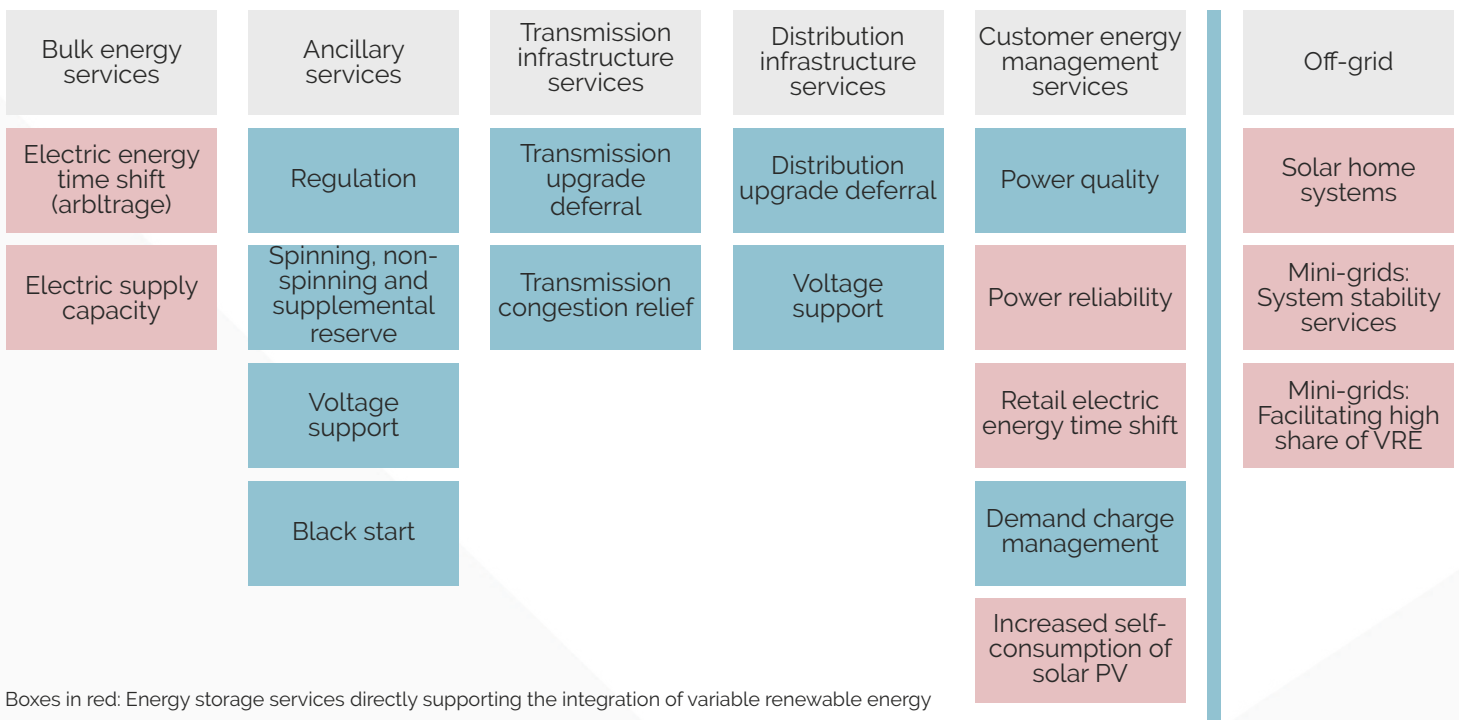 Bulk energy
services
Electric energy
time shift
(arbltrage)
Electric supply
capacity
Ancillary
services
Regulation
Spinning, non-
spinning and
supplemental
reserve
Voltage
support
Black start
Transmission
infrastructure
services
Transmission
upgrade
deferral
Transmission
congestion relief
Distribution
infrastructure
services
Distribution
upgrade deferral
Voltage
support
Customer energy
management
services
Power quality
Power reliability
Retail electric
energy time shift
Demand charge
management
Increased self-
consumption of
solar PV
Off-grid
Solar home
systems
Mini-grids:
System stability
services
Mini-grids:
Facilitating high
share of VRE
Boxes in red: Energy storage services directly supporting the integration of variable renewable energy